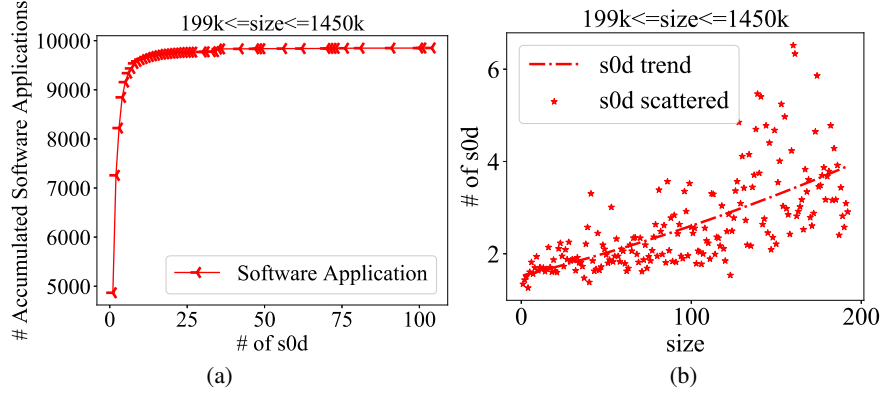 199k<=size<=1450k
# Accumulated Software Applications
10000
9000
8000
7000
6000
5000
Software Application
0
25
50
75
100
# of s0d
(a)
199k<=size<=1450k
# of s0d
6
4
2
s0d trend
s0d scattered
0
100
200
size
(b)